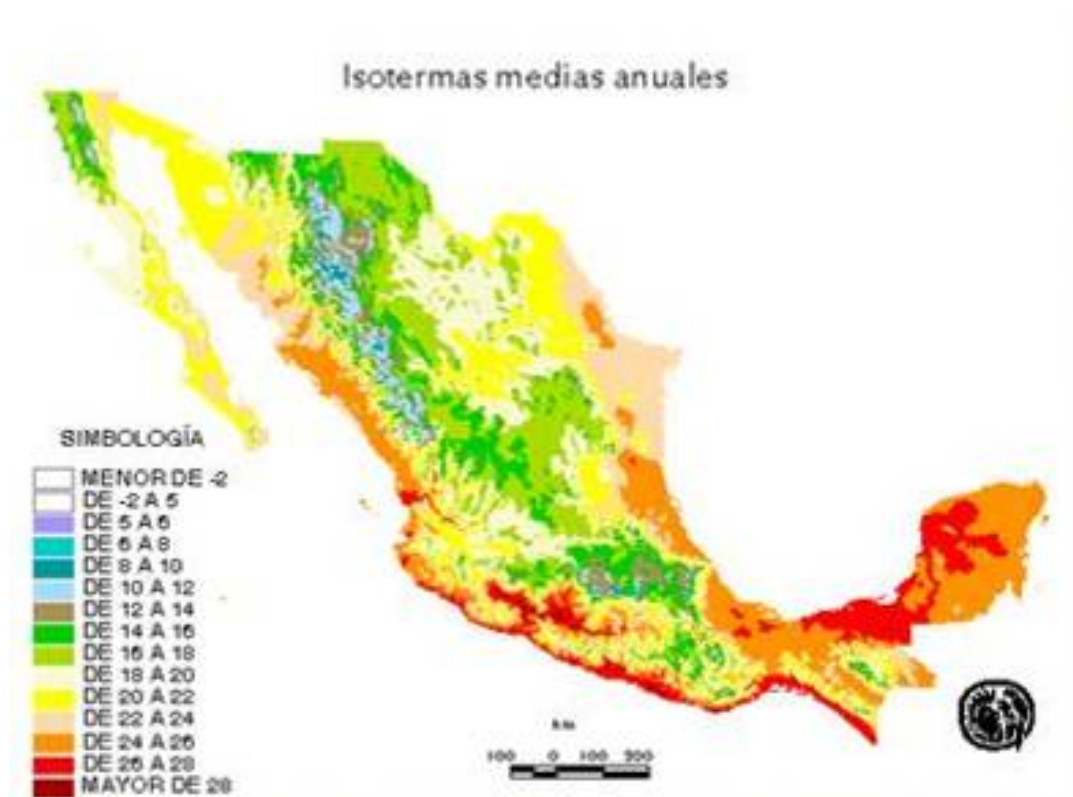 Isotermas medias anuales
SIMBOLOGÍA
MENOR DE -2
DE -2 A 5
DE 5 A 6
DE 6 A 8
DE 8 A 10
DE 10 A 12
DE 12 A 14
DE 14 A 16
DE 16 A 18
DE 18 A 20
DE 20 A 22
DE 22 A 24
DE 24 A 26
DE 26 A 28
MAYOR DE 28
km
100 0 100 200